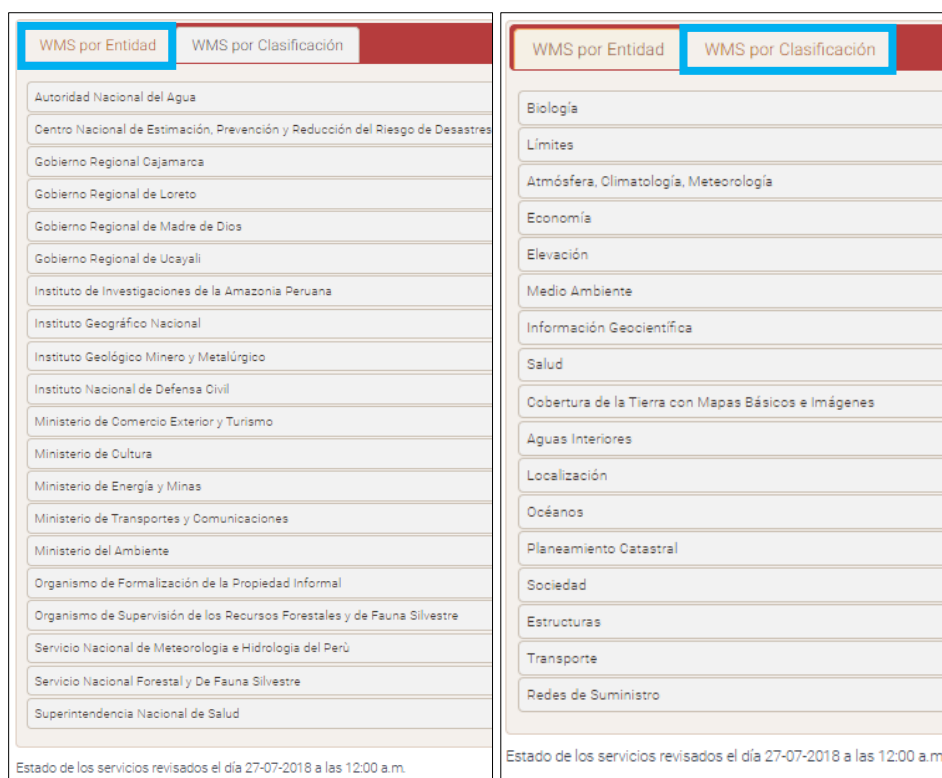 WMS por Entidad
WMS por Clasificación
Autoridad Nacional del Agua
Centro Nacional de Estimación, Prevención y Reducción del Riesgo de Desastres
Gobierno Regional Cajamarca
Gobierno Regional de Loreto
Gobierno Regional de Madre de Dios
Gobierno Regional de Ucayali
Instituto de Investigaciones de la Amazonia Peruana
Instituto Geográfico Nacional
Instituto Geológico Minero y Metalúrgico
Instituto Nacional de Defensa Civil
Ministerio de Comercio Exterior y Turismo
Ministerio de Cultura
Ministerio de Energía y Minas
Ministerio de Transportes y Comunicaciones
Ministerio del Ambiente
Organismo de Formalización de la Propiedad Informal
Organismo de Supervisión de los Recursos Forestales y de Fauna Silvestre
Servicio Nacional de Meteorologia e Hidrologia del Perù
Servicio Nacional Forestal y De Fauna Silvestre
Superintendencia Nacional de Salud
Estado de los servicios revisados el día 27-07-2018 a las 12:00 a.m.
WMS por Entidad
WMS por Clasificación
Biología
Límites
Atmósfera, Climatología, Meteorología
Economía
Elevación
Medio Ambiente
Información Geocientífica
Salud
Cobertura de la Tierra con Mapas Básicos e Imágenes
Aguas Interiores
Localización
Océanos
Planeamiento Catastral
Sociedad
Estructuras
Transporte
Redes de Suministro
Estado de los servicios revisados el día 27-07-2018 a las 12:00 a.m